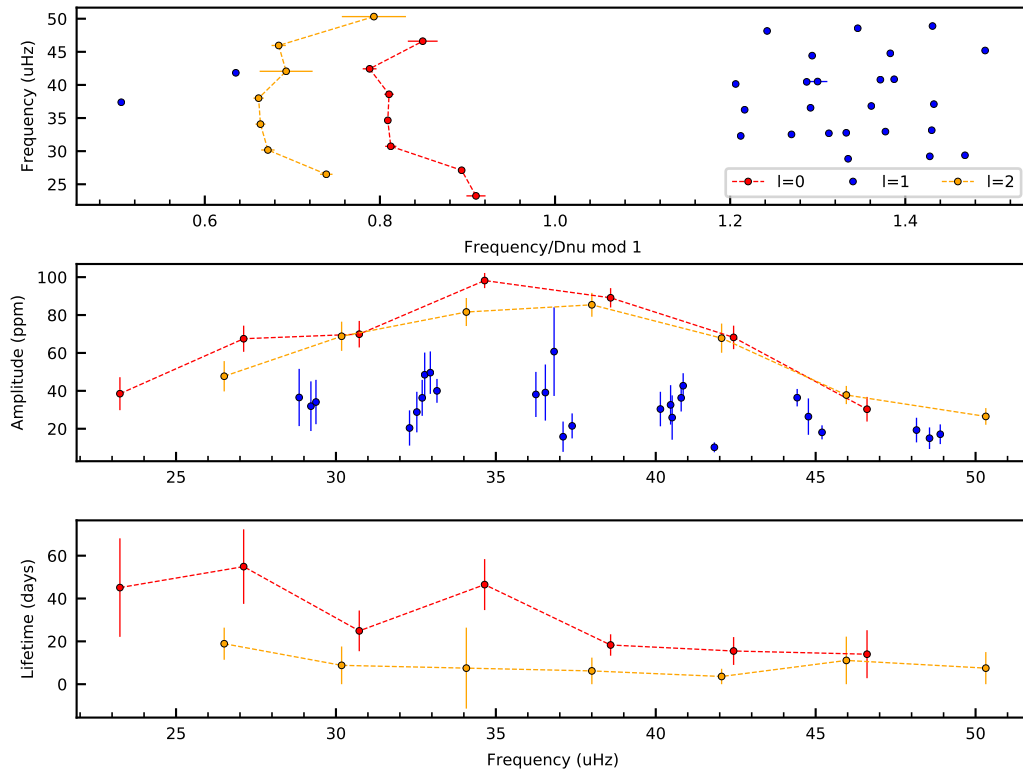 Frequency (uHz)
50
45
40
35
30
25
l=0 l=1 l=2
0.6 0.8 1.0 1.2 1.4
Frequency/Dnu mod 1
Amplitude (ppm)
100
80
60
40
20
25 30 35 40 45 50
Lifetime (days)
60
40
20
0
25 30 35 40 45 50
Frequency (uHz)